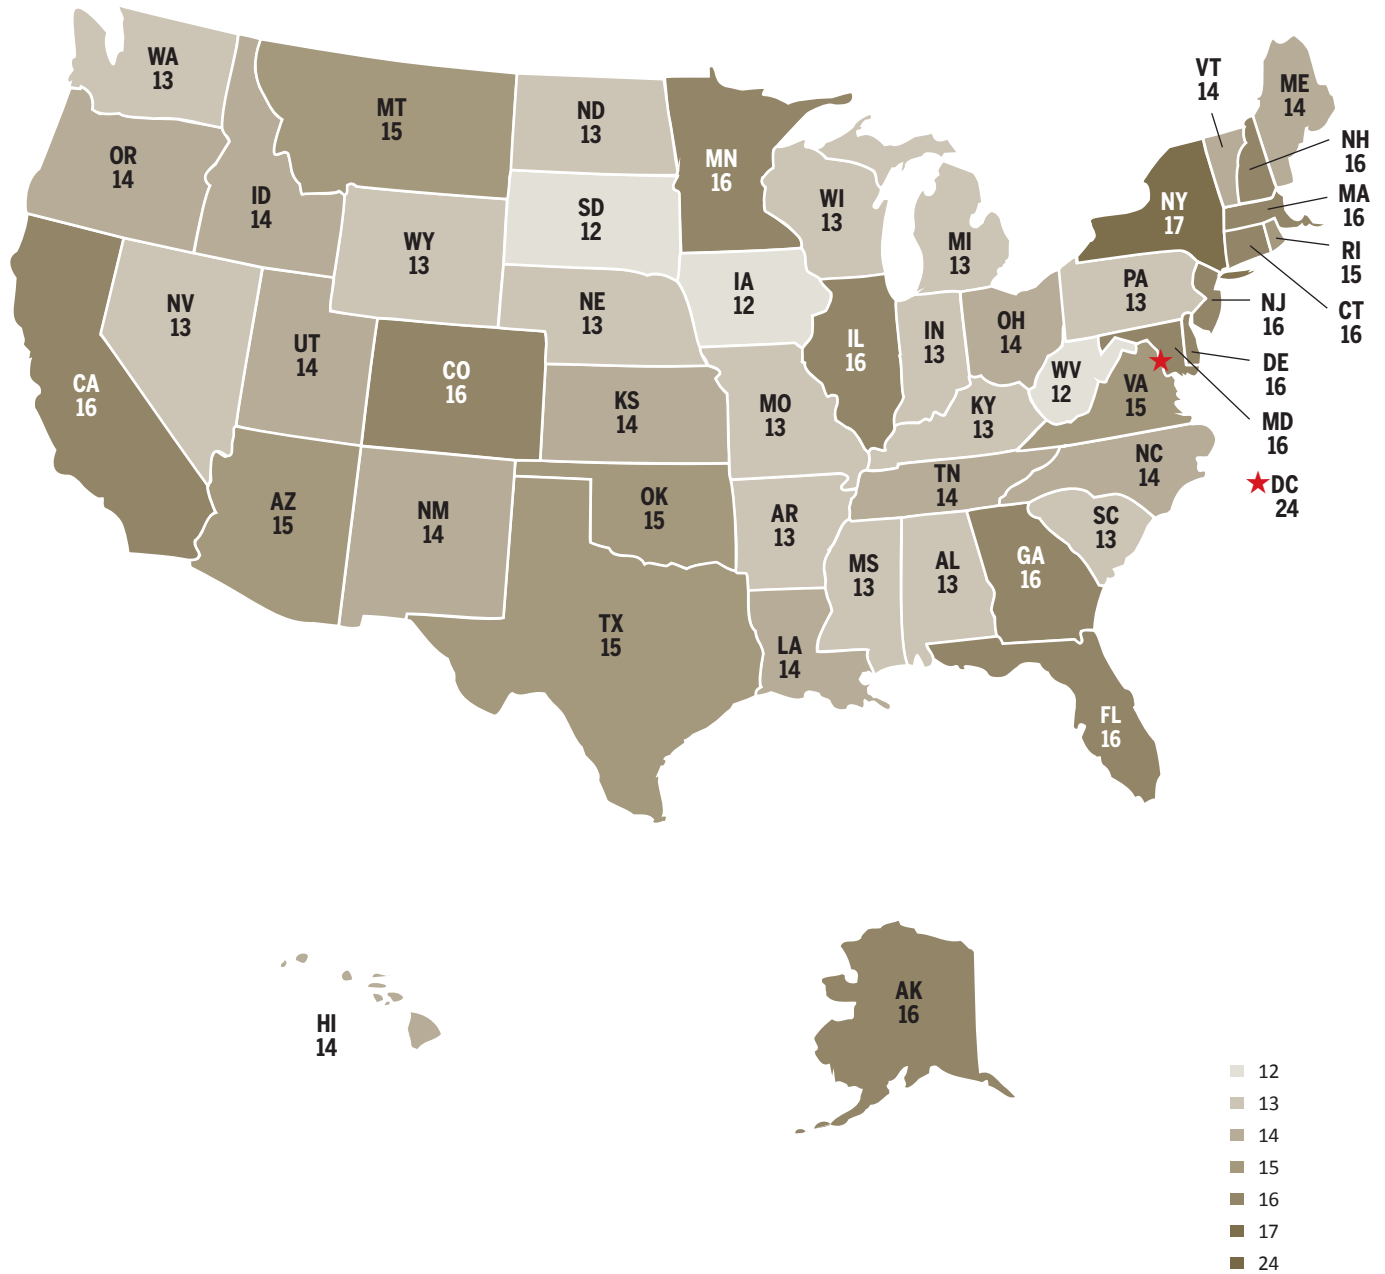 WA
13
OR
14
CA
16
NV
13
ID
14
MT
15
WY
13
UT
14
AZ
15
CO
16
NM
14
ND
13
SD
12
NE
13
KS
14
OK
15
TX
15
MN
16
IA
12
MO
13
AR
13
LA
14
WI
13
IL
16
MI
13
IN
13
OH
14
KY
13
TN
14
MS
13
AL
13
GA
16
FL
16
SC
13
NC
14
VA
15
WV
12
PA
13
NY
17
VT
14
ME
14
NH
16
MA
16
RI
15
CT
16
NJ
16
DE
16
MD
16
DC
24
HI
14
AK
16
12
13
14
15
16
17
24